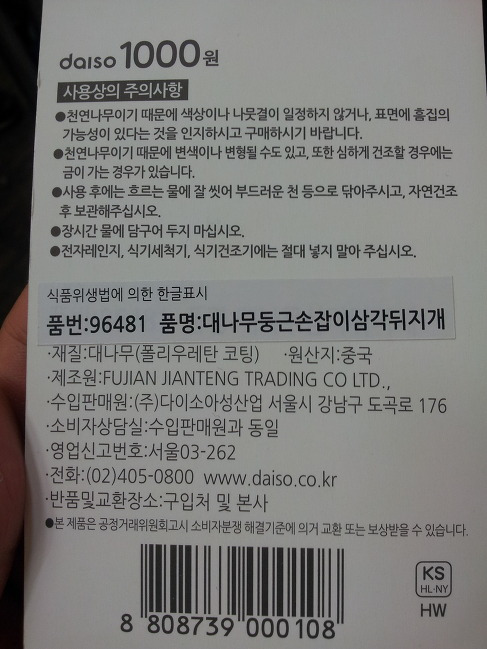 daiso 1000원
사용상의 주의사항
●천연나무이기 때문에 색상이나 나뭇결이 일정하지 않거나, 표면에 흠집의
가능성이 있다는 것을 인지하시고 구매하시기 바랍니다.
●천연나무이기 때문에 변색이나 변형될 수도 있고, 또한 심하게 건조할 경우에는
금이 가는 경우가 있습니다.
●사용 후에는 흐르는 물에 잘 씻어 부드러운 천 등으로 닦아주시고, 자연건조
후 보관해주십시오.
●장시간 물에 담구어 두지 마십시오.
●전자레인지, 식기세척기, 식기건조기에는 절대 넣지 말아 주십시오.
식품위생법에 의한 한글표시
품번:96481 품명:대나무둥근손잡이삼각뒤지개
·재질:대나무(폴리우레탄 코팅) ·원산지:중국
·제조원:FUJIAN JIANTENG TRADING CO LTD.,
·수입판매원:(주)다이소아성산업 서울시 강남구 도곡로 176
·소비자상담실:수입판매원과 동일
·영업신고번호:서울03-262
·전화:(02)405-0800 www.daiso.co.kr
·반품및교환장소:구입처 및 본사
●본 제품은 공정거래위원회고시 소비자분쟁 해결기준에 의거 교환 또는 보상받을 수 있습니다.
KS
HL·NY
HW
8 808739 000108